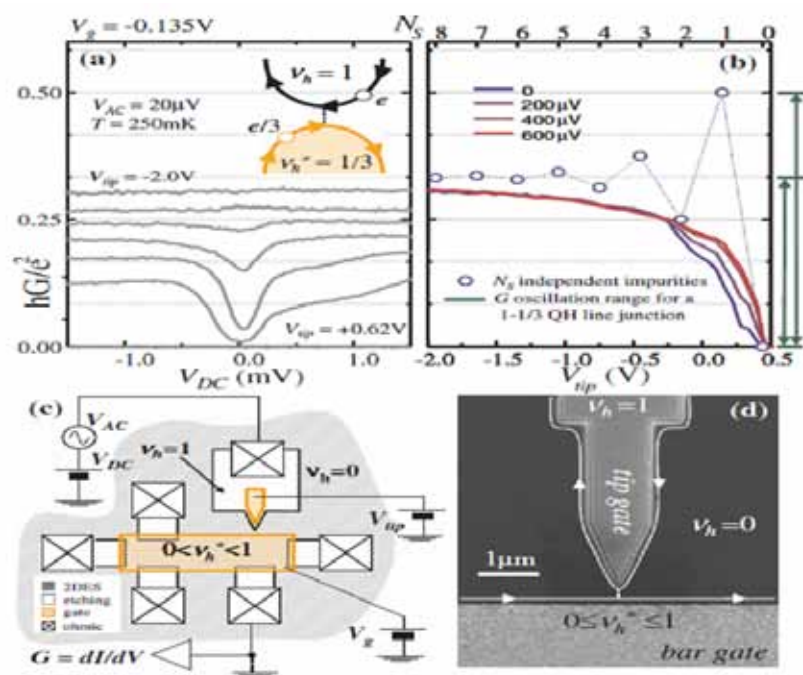 V_g = -0.135V
(a)
ν_h = 1
e
V_AC = 20μV
T = 250mK
e/3
ν_h* = 1/3
V_tip = -2.0V
V_tip = +0.62V
hG/e²
0.50
0.25
0.00
-1.0 0.0 1.0
V_DC (mV)
N_S 8 7 6 5 4 3 2 1 0
(b)
0
200μV
400μV
600μV
N_S independent impurities
G oscillation range for a
1-1/3 QH line junction
-2.0 -1.5 -1.0 -0.5 0.0 0.5
V_tip (V)
(c)
V_AC
V_DC
ν_h=1
ν_h=0
V_tip
0<ν_h*<1
2DES
etching
gate
ohmic
V_g
G = dI/dV
I
(d)
ν_h=1
tip gate
ν_h=0
1μm
0≤ν_h*≤1
bar gate